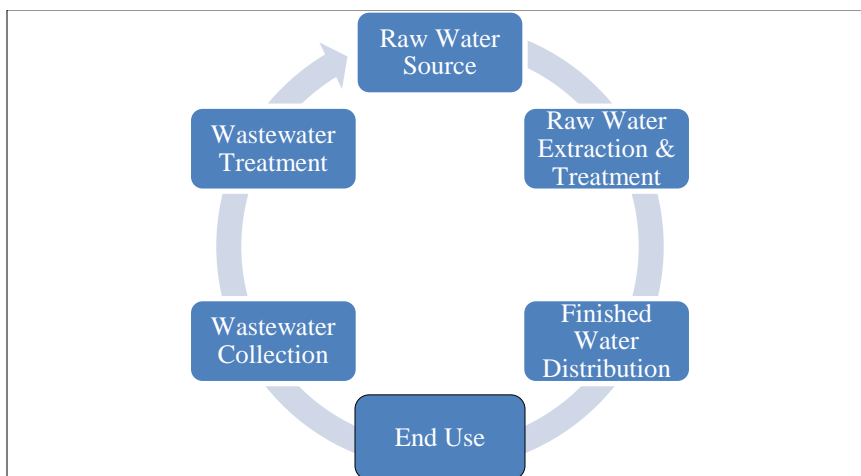 Raw Water
Source
Raw Water
Extraction &
Treatment
Finished
Water
Distribution
End Use
Wastewater
Collection
Wastewater
Treatment